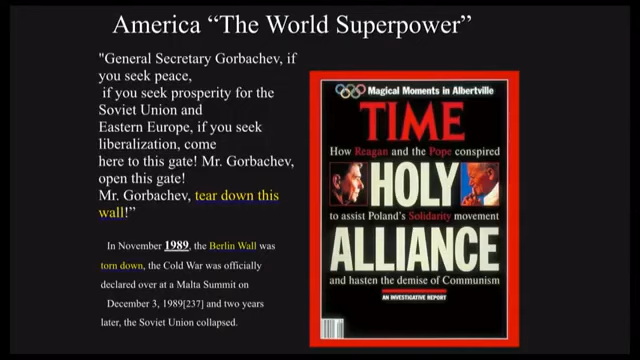 America “The World Superpower”
"General Secretary Gorbachev, if
you seek peace,
if you seek prosperity for the
Soviet Union and
Eastern Europe, if you seek
liberalization, come
here to this gate! Mr. Gorbachev,
open this gate!
Mr. Gorbachev, tear down this
wall!”
In November 1989, the Berlin Wall was
torn down, the Cold War was officially
declared over at a Malta Summit on
December 3, 1989[237] and two years
later, the Soviet Union collapsed.
Magical Moments in Albertville
TIME
How Reagan and the Pope conspired
HOLY
to assist Poland's Solidarity movement
ALLIANCE
and hasten the demise of Communism
AN INVESTIGATIVE REPORT